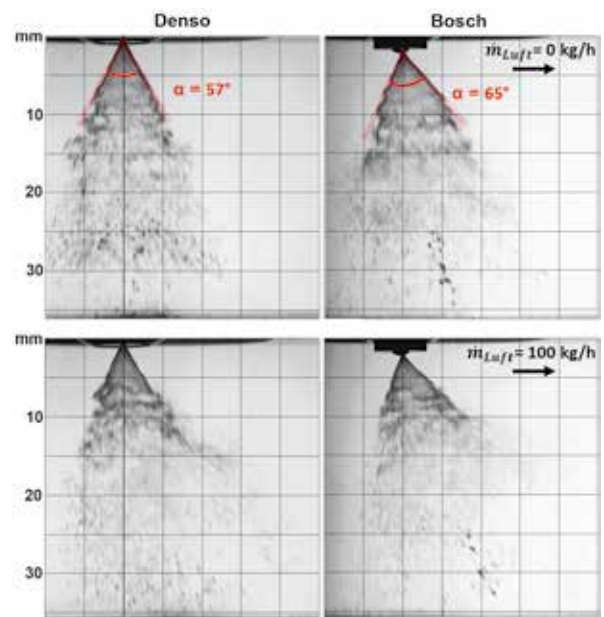 Denso Bosch
mm
ṁLuft= 0 kg/h
α = 57°
α = 65°
10
20
30
mm
ṁLuft= 100 kg/h
10
20
30